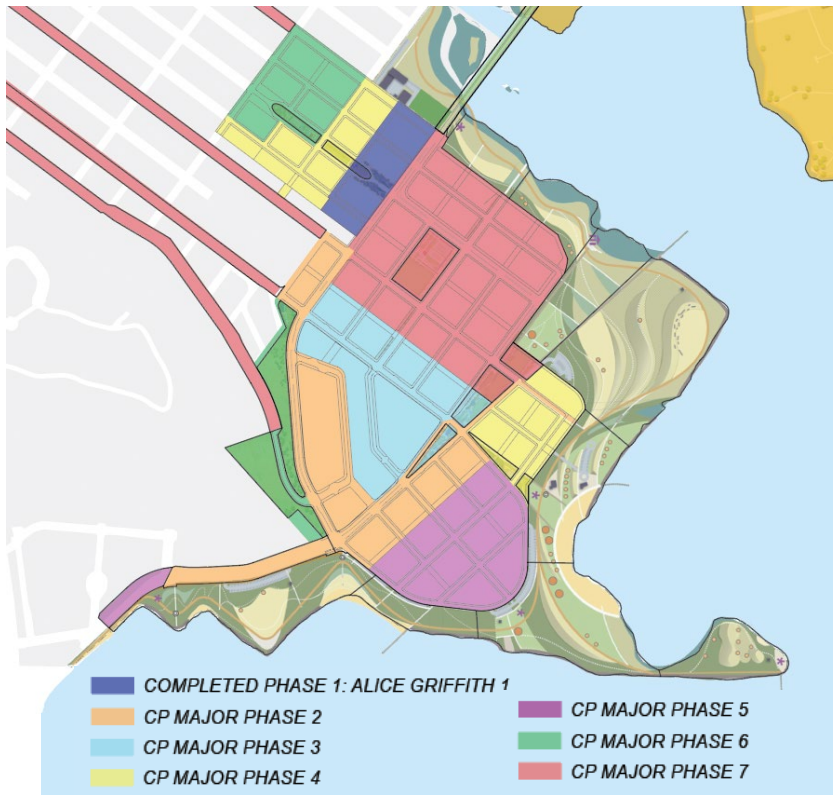 COMPLETED PHASE 1: ALICE GRIFFITH 1
CP MAJOR PHASE 2
CP MAJOR PHASE 3
CP MAJOR PHASE 4
CP MAJOR PHASE 5
CP MAJOR PHASE 6
CP MAJOR PHASE 7